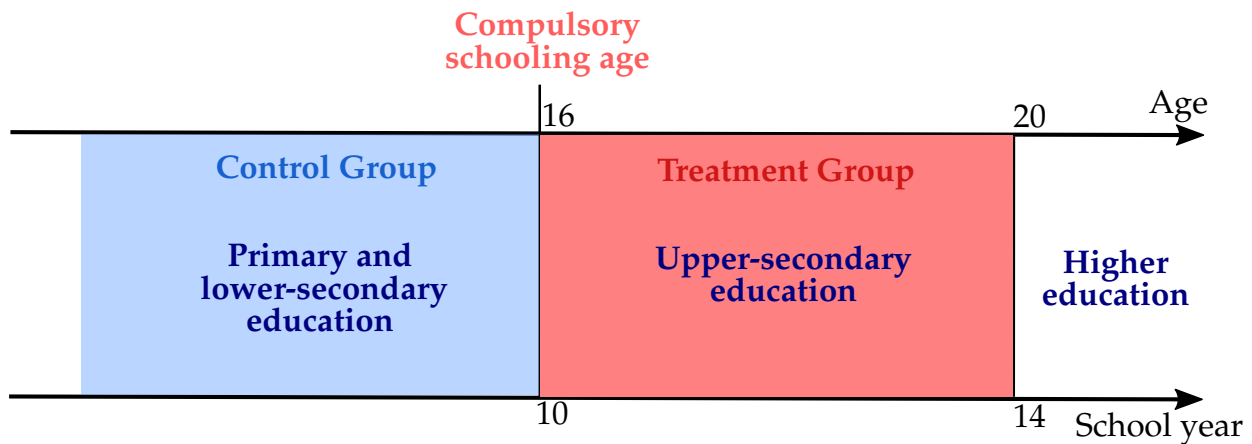 Compulsory
schooling age
16
20
Age
Control Group
Treatment Group
Primary and
lower-secondary
education
Upper-secondary
education
Higher
education
10
14
School year